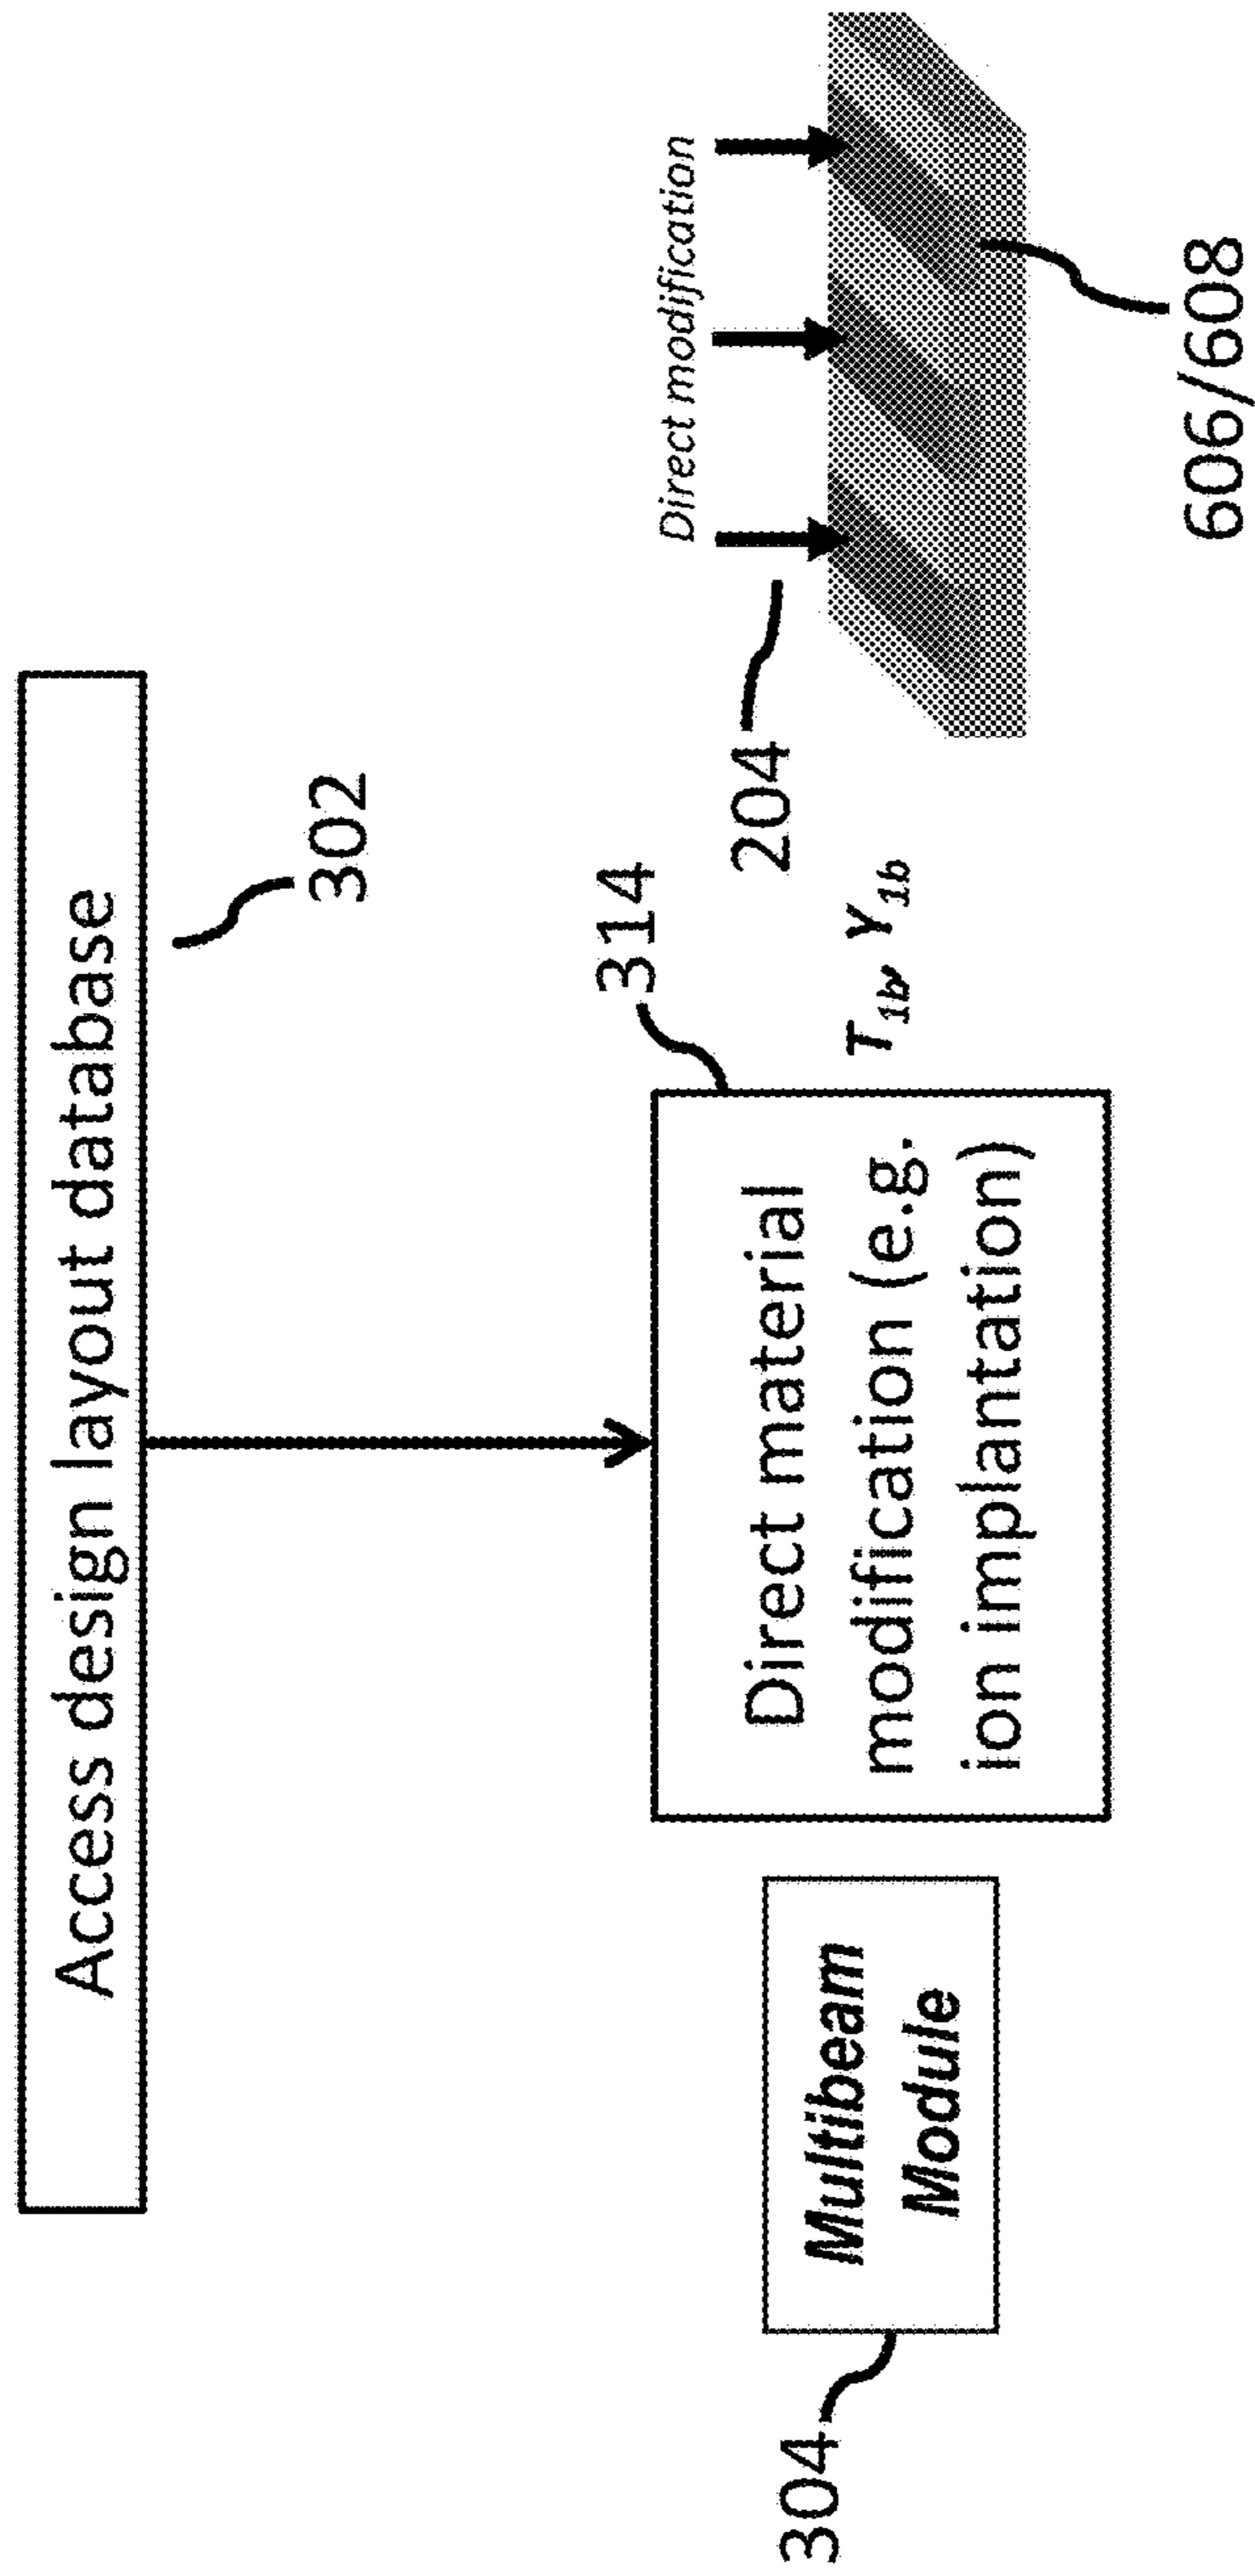 Access design layout database
302
304
Multibeam
Module
Direct material
modification (e.g.
ion implantation)
314
T1b, Y1b
204
Direct modification
606/608